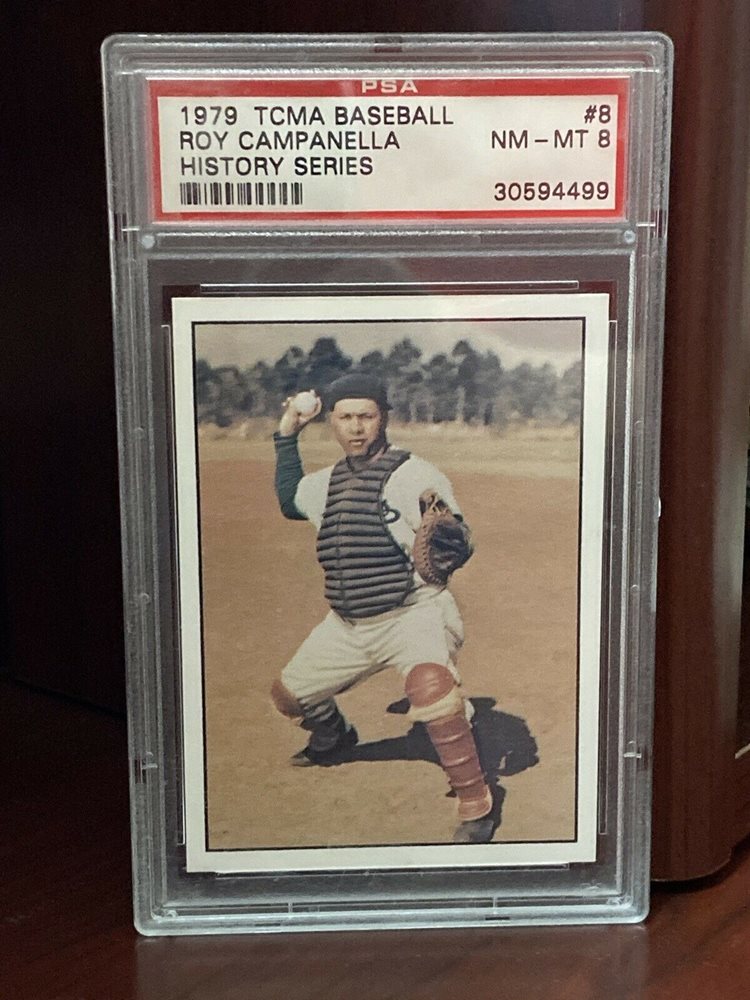 PSA
1979 TCMA BASEBALL #8
ROY CAMPANELLA NM - MT 8
HISTORY SERIES
30594499